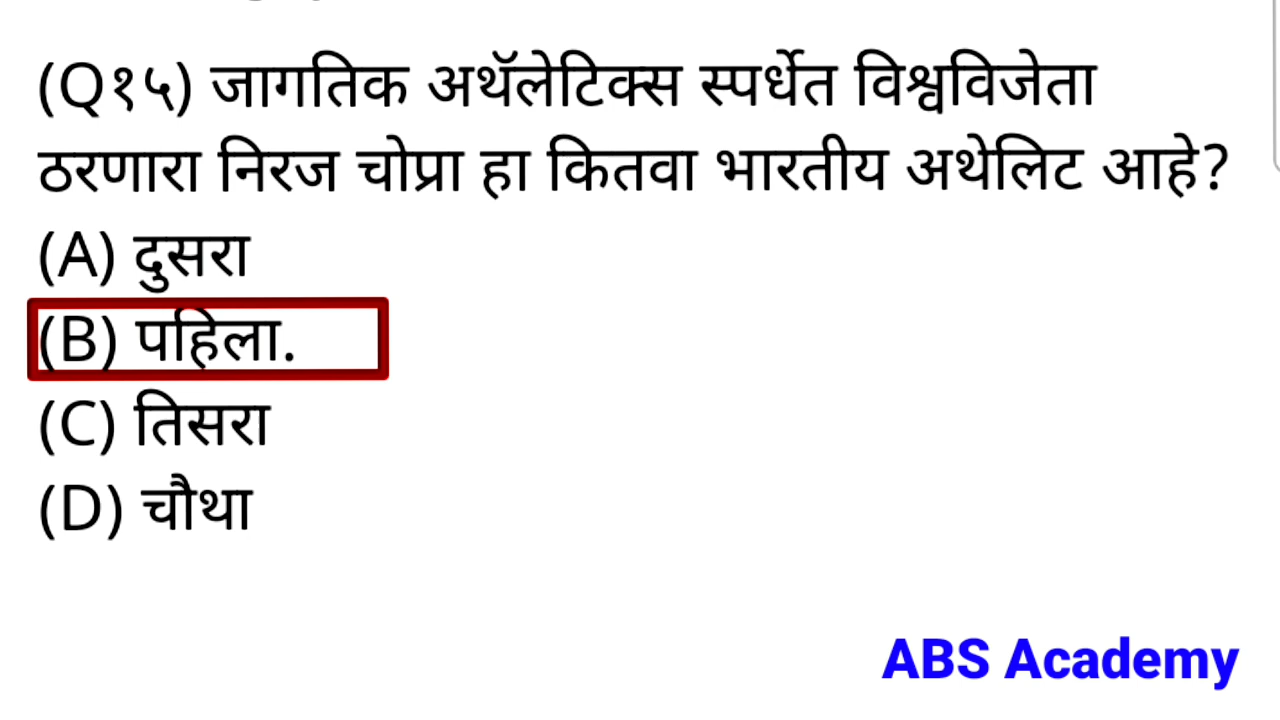 (Q१५) जागतिक अथॅलेटिक्स स्पर्धेत विश्वविजेता
ठरणारा निरज चोप्रा हा कितवा भारतीय अथेलिट आहे?
(A) दुसरा
(B) पहिला.
(C) तिसरा
(D) चौथा
ABS Academy